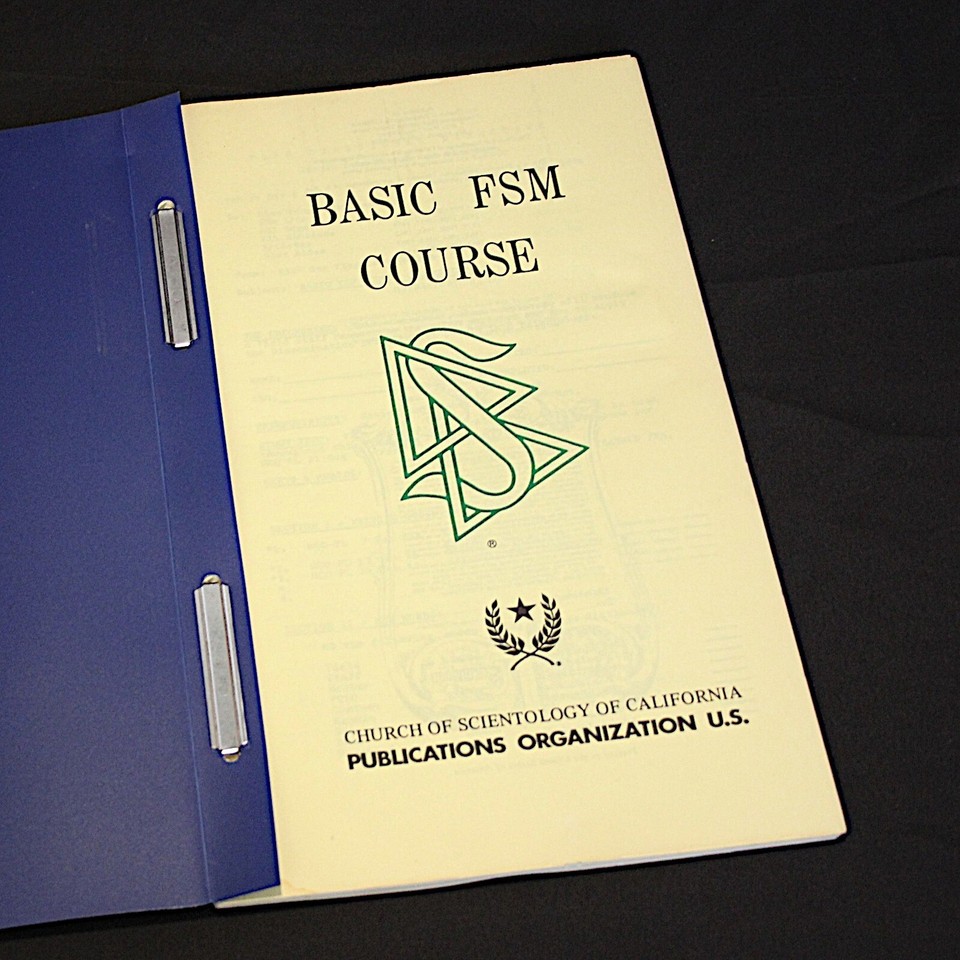 BASIC FSM
COURSE
®
CHURCH OF SCIENTOLOGY OF CALIFORNIA
PUBLICATIONS ORGANIZATION U.S.